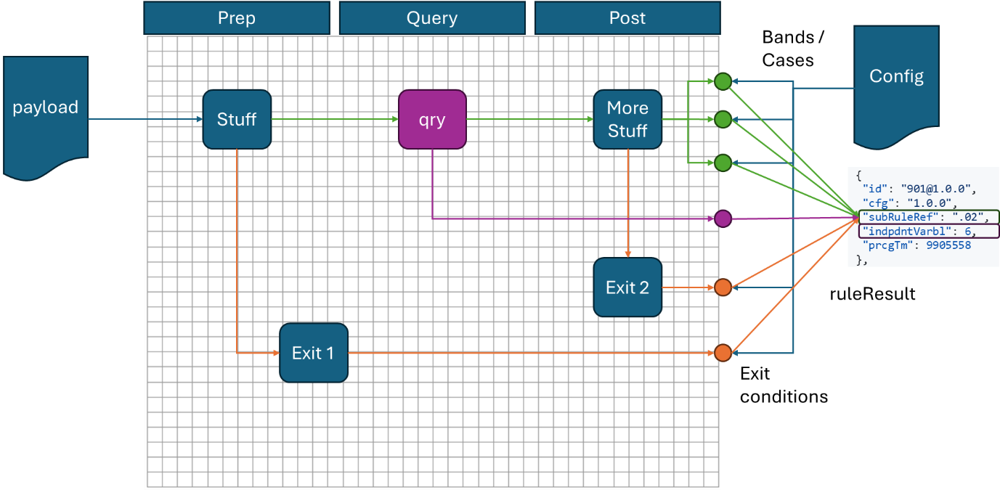 Prep
Query
Post
Bands /
Cases
Config
payload
Stuff
qry
More
Stuff
{
"id": "901@1.0.0",
"cfg": "1.0.0",
"subRuleRef": ".02",
"indpdntVarbl": 6,
"prcgTm": 9905558
},
Exit 2
ruleResult
Exit 1
Exit
conditions